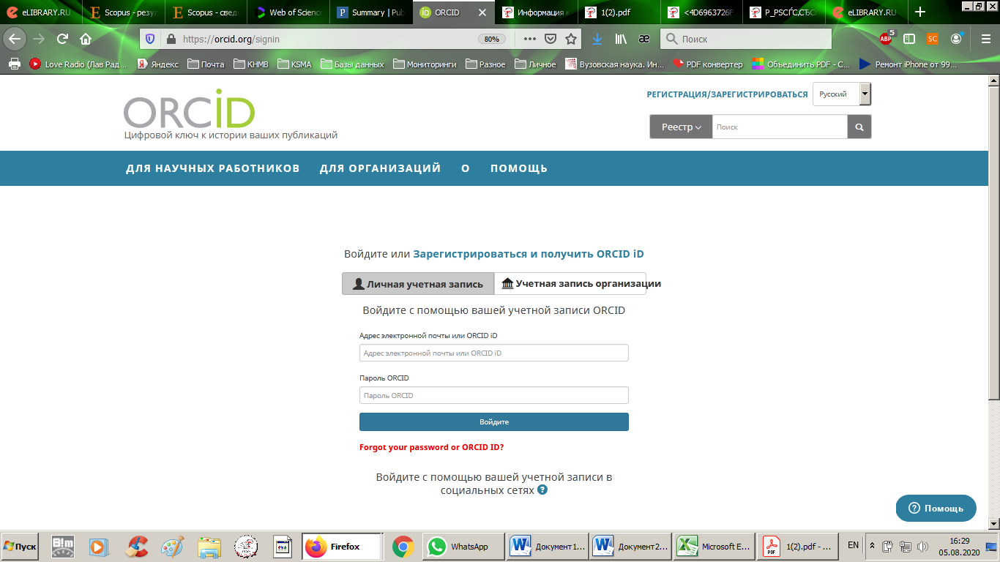 eLIBRARY.RU
Scopus - резул
Scopus - свед
Web of Science
Summary | Pub
ORCID
Информация к
1(2).pdf
<4D6963726F
eLIBRARY.RU
https://orcid.org/signin
80%
Поиск
ABP
5
SC
Love Radio (Лав Рад...
Яндекс
Почта
КНМВ
KSMA
Базы данных
Мониторинги
Разное
Личное
Вузовская наука. Ин...
PDF конвертер
Объединить PDF - С...
Ремонт iPhone от 99...
ORCID
Цифровой ключ к истории ваших публикаций
РЕГИСТРАЦИЯ/ЗАРЕГИСТРИРОВАТЬСЯ
Русский
Реестр
Поиск
ДЛЯ НАУЧНЫХ РАБОТНИКОВ
ДЛЯ ОРГАНИЗАЦИЙ
О
ПОМОЩЬ
Войдите или Зарегистрироваться и получить ORCID iD
Личная учетная запись
Учетная запись организации
Войдите с помощью вашей учетной записи ORCID
Адрес электронной почты или ORCID iD
Адрес электронной почты или ORCID iD
Пароль ORCID
Пароль ORCID
Войдите
Forgot your password or ORCID ID?
Войдите с помощью вашей учетной записи в
социальных сетях ?
Помощь
Пуск
Firefox
WhatsApp
Документ1...
Документ2...
Microsoft E...
1(2).pdf - ...
EN
16:29
05.08.2020